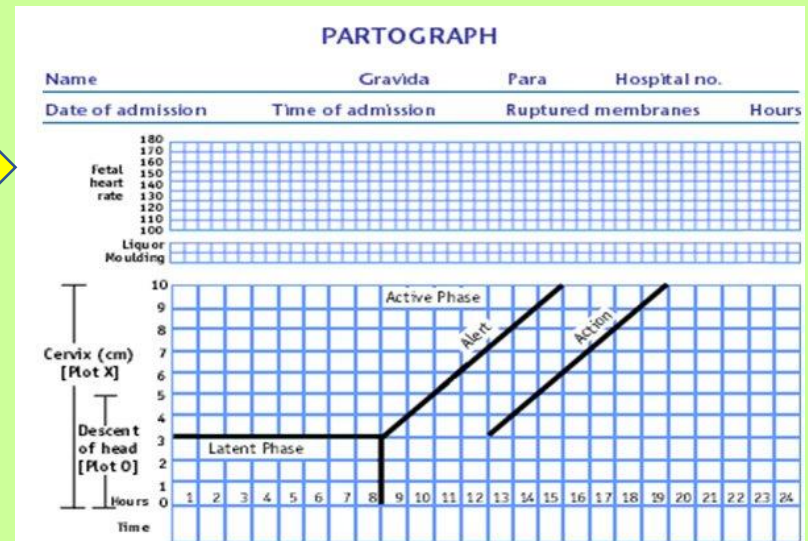 PARTOGRAPH
Name Gravida Para Hospital no.
Date of admission Time of admission Ruptured membranes Hours
Fetal heart rate
180
170
160
150
140
130
120
110
100
Liquor
Moulding
Cervix (cm)
[Plot X]
Descent
of head
[Plot O]
10
9
8
7
6
5
4
3
2
1
0
Active Phase
Alert
Action
Latent Phase
Hours 1 2 3 4 5 6 7 8 9 10 11 12 13 14 15 16 17 18 19 20 21 22 23 24
Time